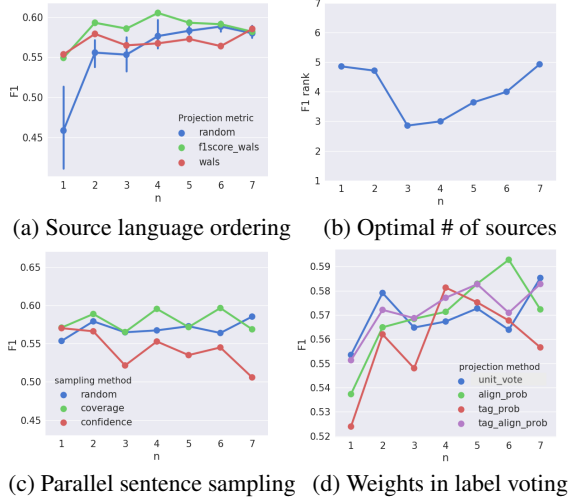 0.60
0.55
0.50
0.45
F1
Projection metric
random
f1score_wals
wals
1 2 3 4 5 6 7
n
(a) Source language ordering
7
6
5
4
3
2
1
F1 rank
1 2 3 4 5 6 7
n
(b) Optimal # of sources
0.65
0.60
0.55
0.50
0.45
F1
sampling method
random
coverage
confidence
1 2 3 4 5 6 7
n
(c) Parallel sentence sampling
0.59
0.58
0.57
0.56
0.55
0.54
0.53
0.52
F1
projection method
unit_vote
align_prob
tag_prob
tag_align_prob
1 2 3 4 5 6 7
n
(d) Weights in label voting